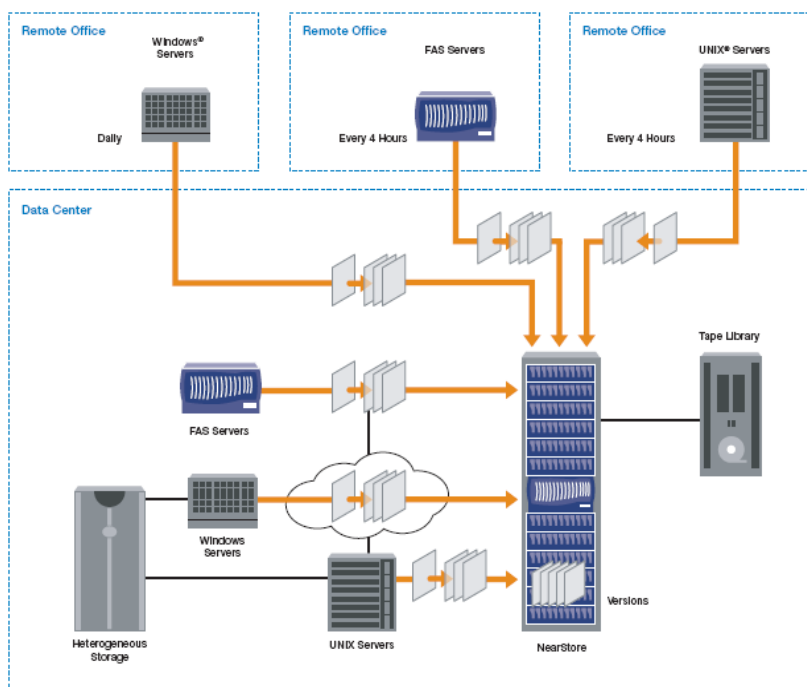 Remote Office
Windows®
Servers
Daily
Remote Office
FAS Servers
Every 4 Hours
Remote Office
UNIX® Servers
Every 4 Hours
Data Center
Tape Library
FAS Servers
Windows
Servers
Heterogeneous
Storage
UNIX Servers
NearStore
Versions